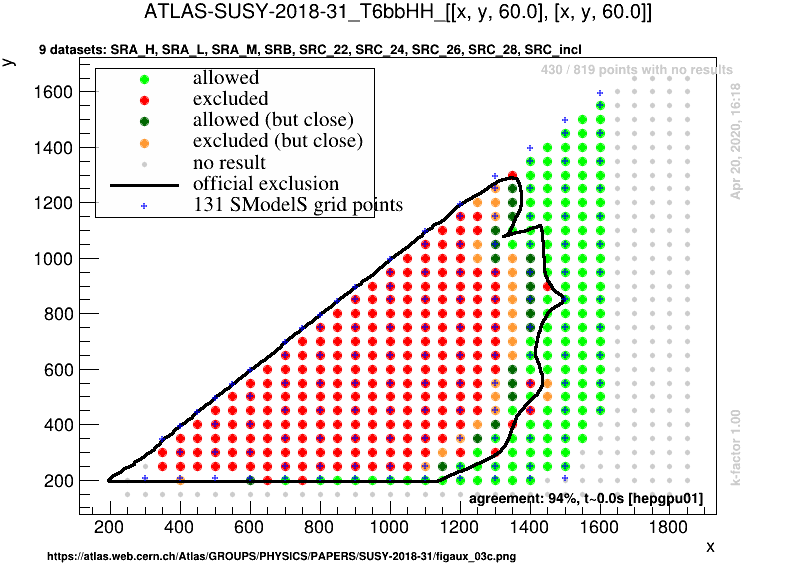 ATLAS-SUSY-2018-31_T6bbHH_[[x, y, 60.0], [x, y, 60.0]]
9 datasets: SRA_H, SRA_L, SRA_M, SRB, SRC_22, SRC_24, SRC_26, SRC_28, SRC_incl
y
430 / 819 points with no results
allowed
excluded
allowed (but close)
excluded (but close)
no result
official exclusion
131 SModelS grid points
1600
1400
1200
1000
800
600
400
200
Apr 20, 2020, 16:18
k-factor 1.00
agreement: 94%, t~0.0s [hepgpu01]
200 400 600 800 1000 1200 1400 1600 1800
x
https://atlas.web.cern.ch/Atlas/GROUPS/PHYSICS/PAPERS/SUSY-2018-31/figaux_03c.png